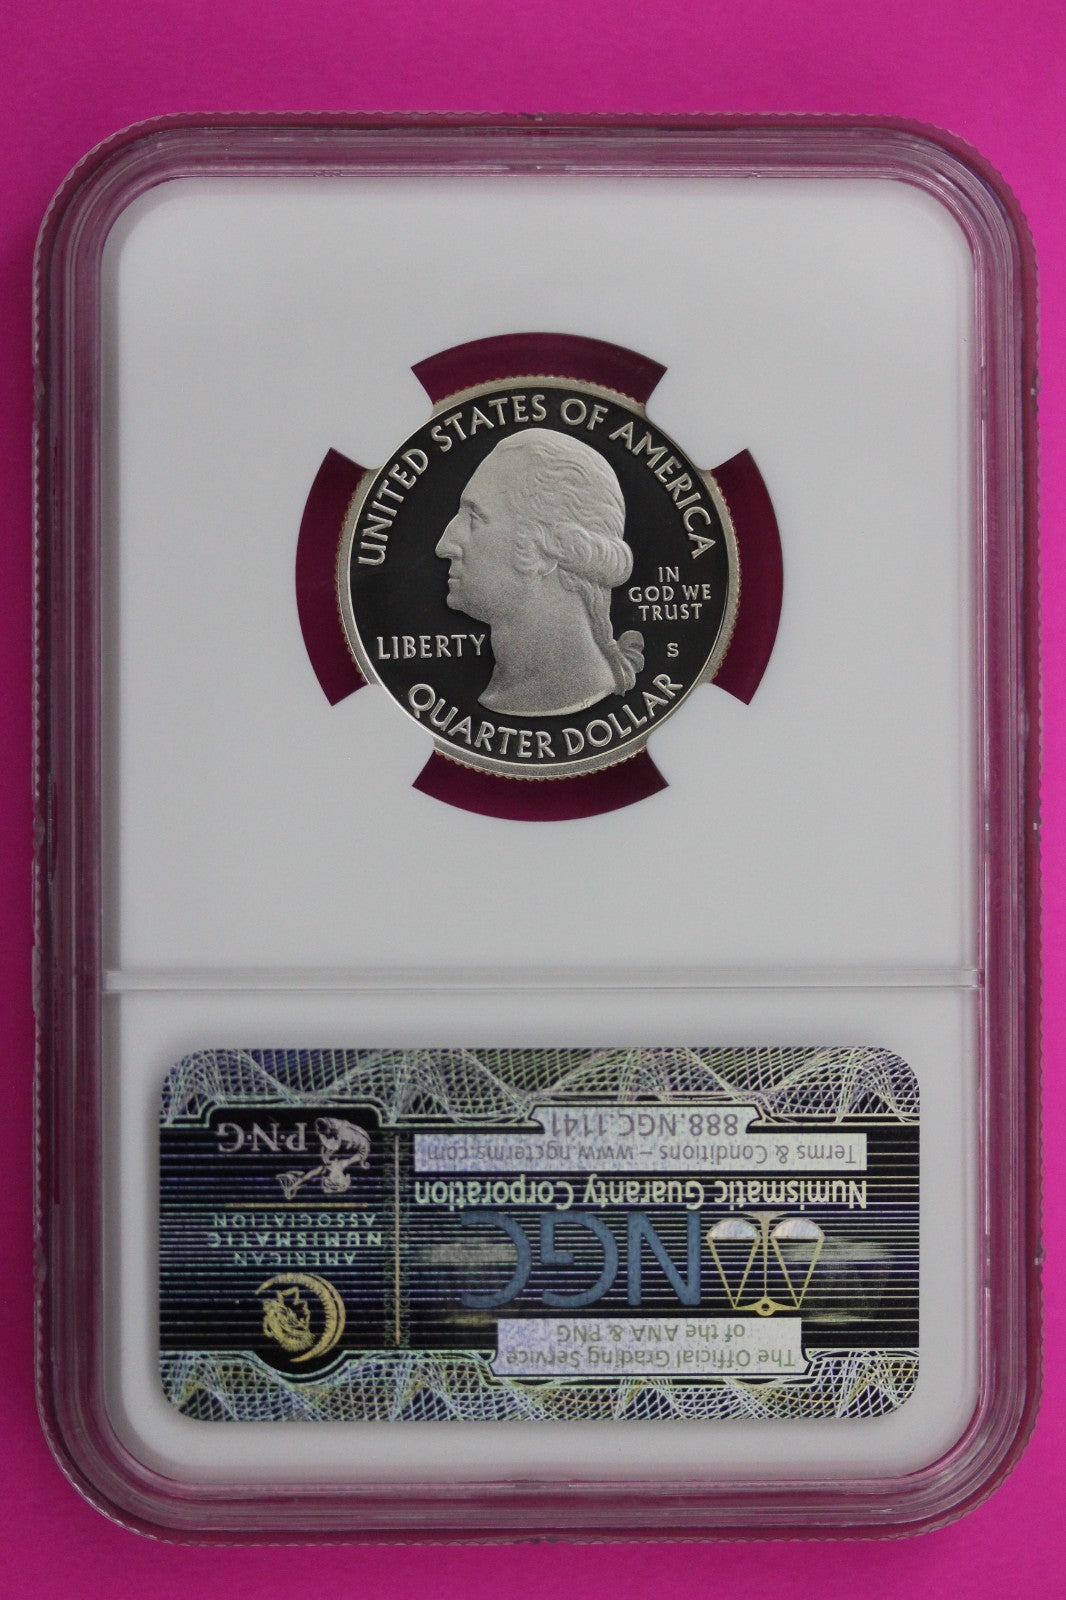 UNITED STATES OF AMERICA
LIBERTY
IN
GOD WE
TRUST
S
QUARTER DOLLAR
The Official Grading Service
of the ANA & PNG
NGC
Numismatic Guaranty Corporation
Terms & Conditions – www.ngcterms.com
888.NGC.1141
AMERICAN
NUMISMATIC
ASSOCIATION
P·N·G